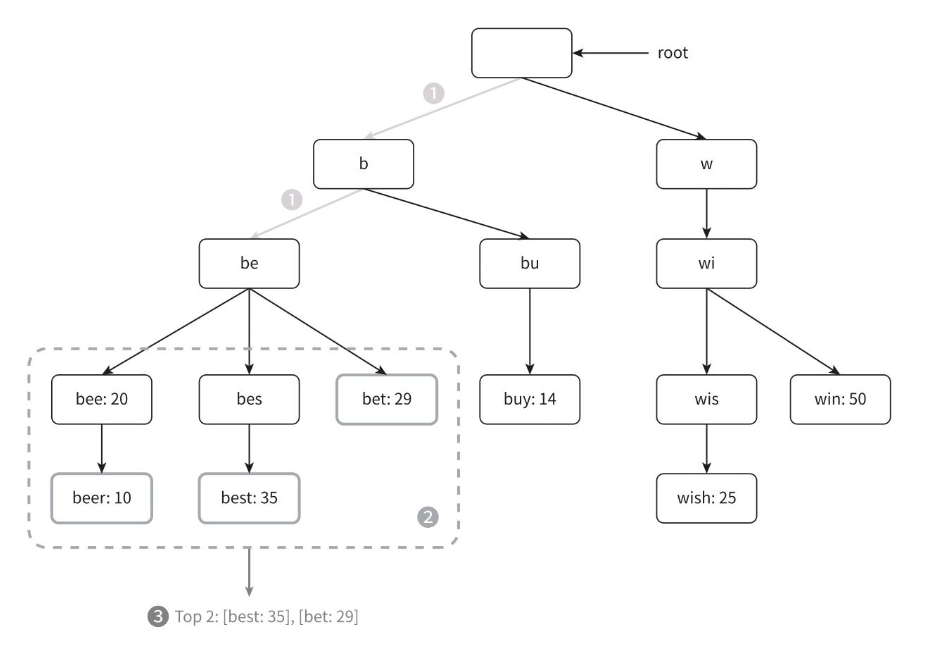 root
1
b
w
1
be
bu
wi
bee: 20
bes
bet: 29
buy: 14
wis
win: 50
beer: 10
best: 35
2
wish: 25
3 Top 2: [best: 35], [bet: 29]